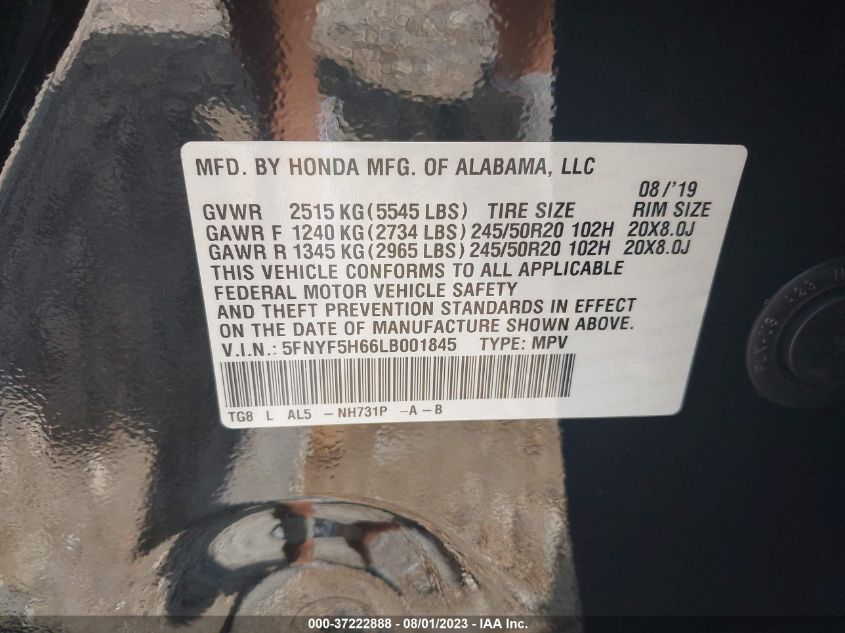 MFD. BY HONDA MFG. OF ALABAMA, LLC
08/'19
GVWR 2515 KG (5545 LBS) TIRE SIZE RIM SIZE
GAWR F 1240 KG (2734 LBS) 245/50R20 102H 20X8.0J
GAWR R 1345 KG (2965 LBS) 245/50R20 102H 20X8.0J
THIS VEHICLE CONFORMS TO ALL APPLICABLE
FEDERAL MOTOR VEHICLE SAFETY
AND THEFT PREVENTION STANDARDS IN EFFECT
ON THE DATE OF MANUFACTURE SHOWN ABOVE.
V.I.N.: 5FNYF5H66LB001845 TYPE: MPV
TG8 L AL5 -NH731P -A-B
000-37222888 - 08/01/2023 - IAA Inc.